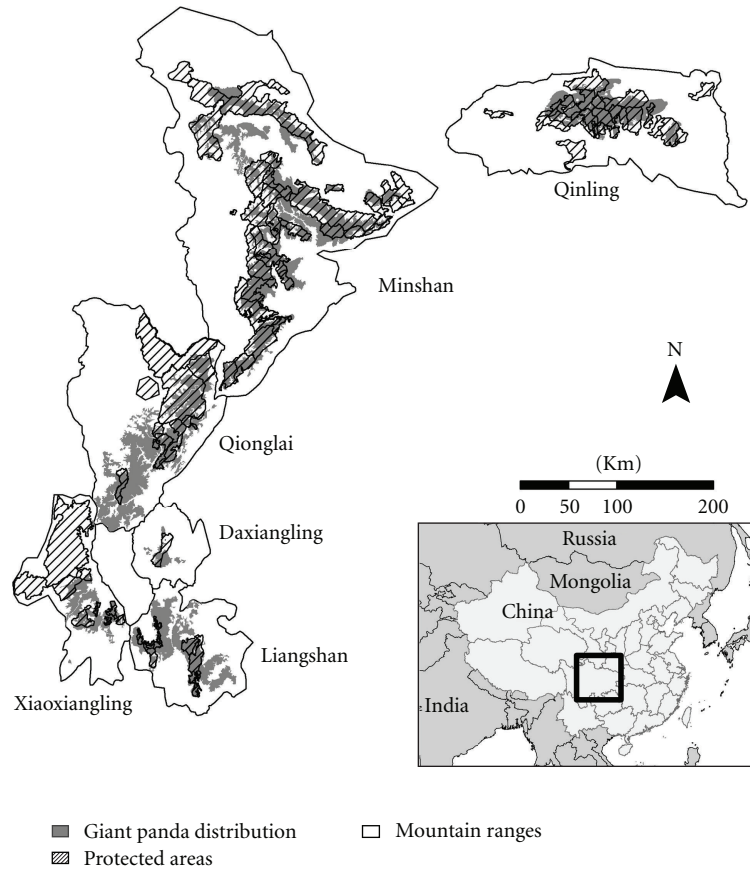 Qinling
Minshan
N
Qionglai
(Km)
0 50 100 200
Daxiangling
Russia
Mongolia
China
Liangshan
India
Xiaoxiangling
Giant panda distribution
Mountain ranges
Protected areas